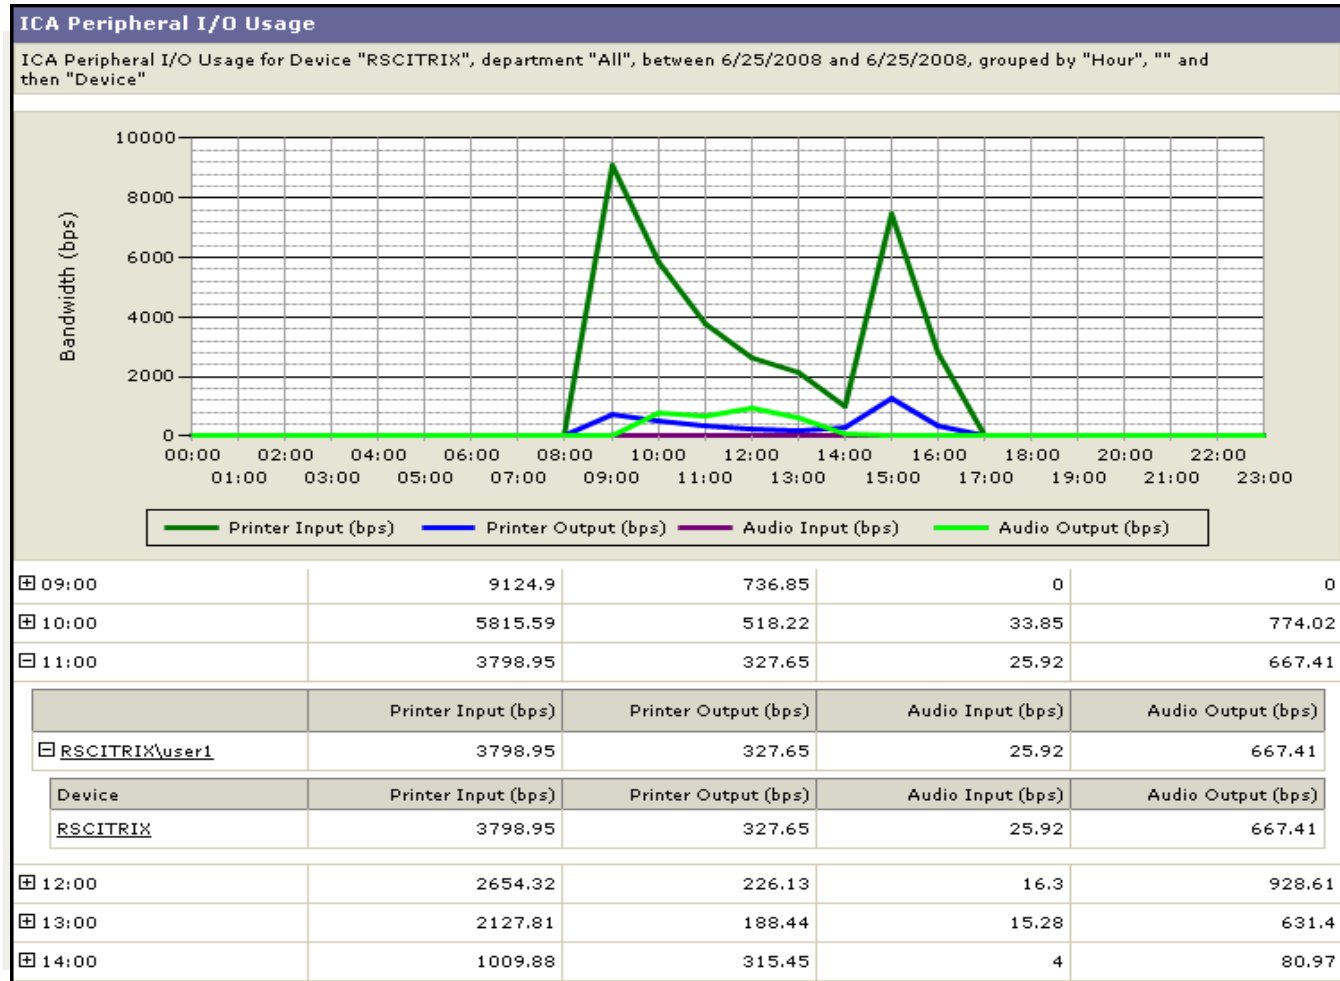 ICA Peripheral I/O Usage
ICA Peripheral I/O Usage for Device "RSCITRIX", department "All", between 6/25/2008 and 6/25/2008, grouped by "Hour", "" and
then "Device"
10000
8000
6000
4000
2000
0
Bandwidth (bps)
00:00 02:00 04:00 06:00 08:00 10:00 12:00 14:00 16:00 18:00 20:00 22:00
01:00 03:00 05:00 07:00 09:00 11:00 13:00 15:00 17:00 19:00 21:00 23:00
Printer Input (bps) Printer Output (bps) Audio Input (bps) Audio Output (bps)
09:00 9124.9 736.85 0 0
10:00 5815.59 518.22 33.85 774.02
11:00 3798.95 327.65 25.92 667.41
Printer Input (bps) Printer Output (bps) Audio Input (bps) Audio Output (bps)
RSCITRIX\user1 3798.95 327.65 25.92 667.41
Device Printer Input (bps) Printer Output (bps) Audio Input (bps) Audio Output (bps)
RSCITRIX 3798.95 327.65 25.92 667.41
12:00 2654.32 226.13 16.3 928.61
13:00 2127.81 188.44 15.28 631.4
14:00 1009.88 315.45 4 80.97